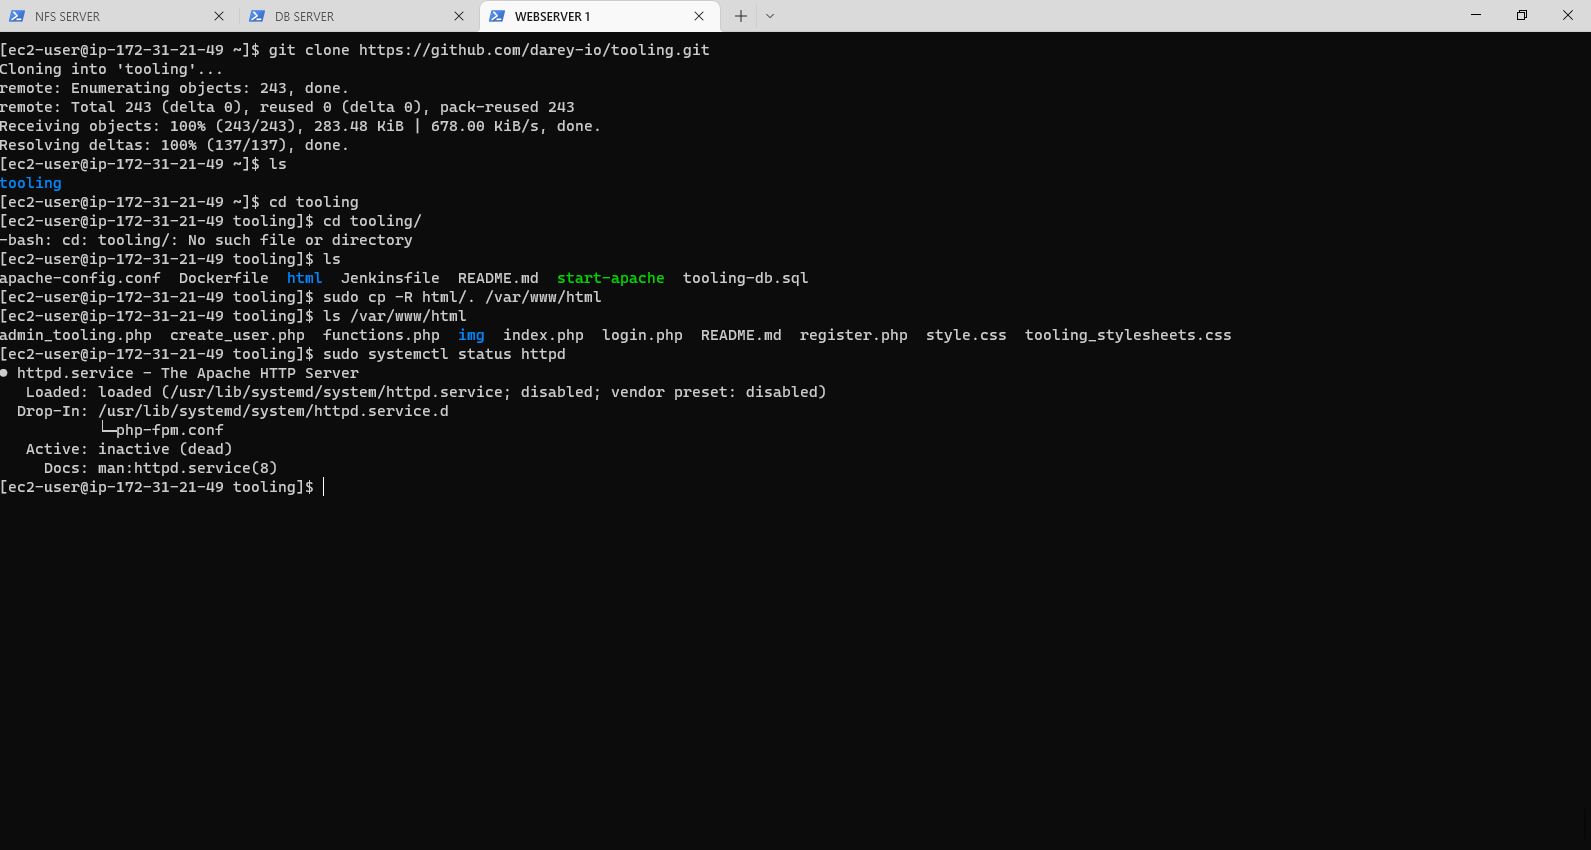 NFS SERVER DB SERVER WEBSERVER 1
[ec2-user@ip-172-31-21-49 ~]$ git clone https://github.com/darey-io/tooling.git
Cloning into 'tooling'...
remote: Enumerating objects: 243, done.
remote: Total 243 (delta 0), reused 0 (delta 0), pack-reused 243
Receiving objects: 100% (243/243), 283.48 KiB | 678.00 KiB/s, done.
Resolving deltas: 100% (137/137), done.
[ec2-user@ip-172-31-21-49 ~]$ ls
tooling
[ec2-user@ip-172-31-21-49 ~]$ cd tooling
[ec2-user@ip-172-31-21-49 tooling]$ cd tooling/
-bash: cd: tooling/: No such file or directory
[ec2-user@ip-172-31-21-49 tooling]$ ls
apache-config.conf  Dockerfile  html  Jenkinsfile  README.md  start-apache  tooling-db.sql
[ec2-user@ip-172-31-21-49 tooling]$ sudo cp -R html/. /var/www/html
[ec2-user@ip-172-31-21-49 tooling]$ ls /var/www/html
admin_tooling.php  create_user.php  functions.php  img  index.php  login.php  README.md  register.php  style.css  tooling_stylesheets.css
[ec2-user@ip-172-31-21-49 tooling]$ sudo systemctl status httpd
● httpd.service - The Apache HTTP Server
   Loaded: loaded (/usr/lib/systemd/system/httpd.service; disabled; vendor preset: disabled)
  Drop-In: /usr/lib/systemd/system/httpd.service.d
           └─php-fpm.conf
   Active: inactive (dead)
     Docs: man:httpd.service(8)
[ec2-user@ip-172-31-21-49 tooling]$